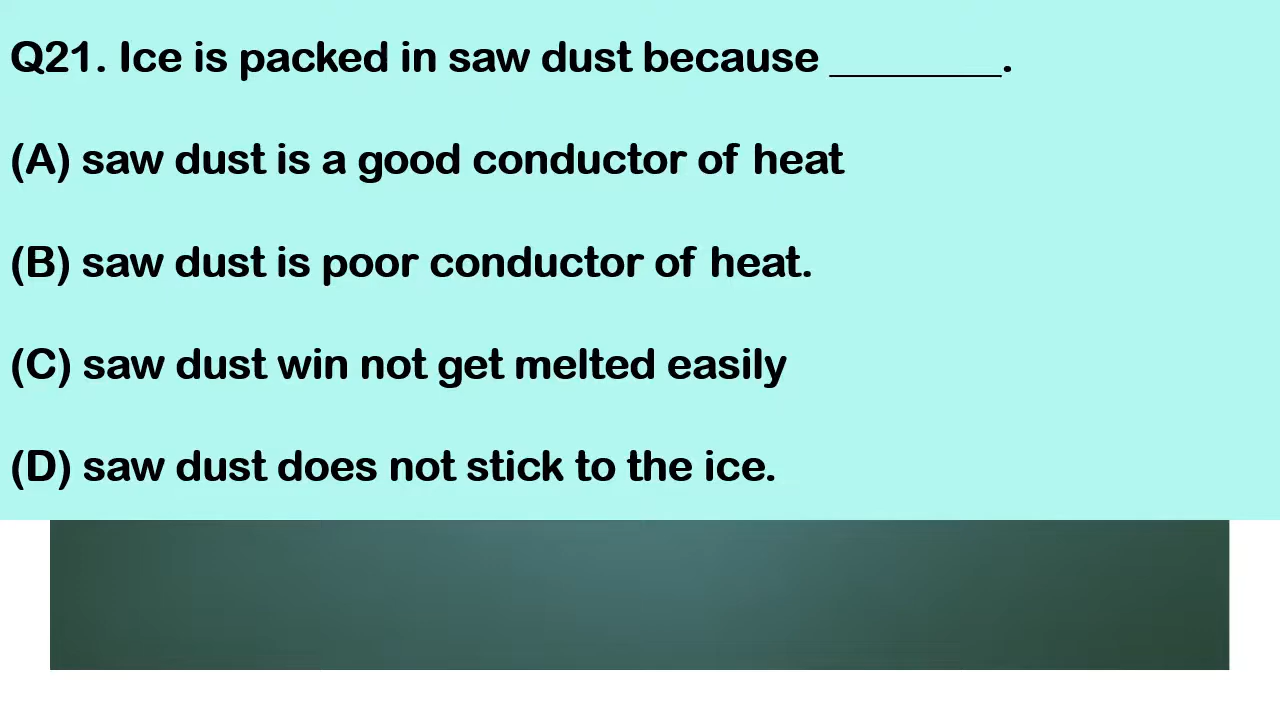 Q21. Ice is packed in saw dust because ________.
(A) saw dust is a good conductor of heat
(B) saw dust is poor conductor of heat.
(C) saw dust win not get melted easily
(D) saw dust does not stick to the ice.